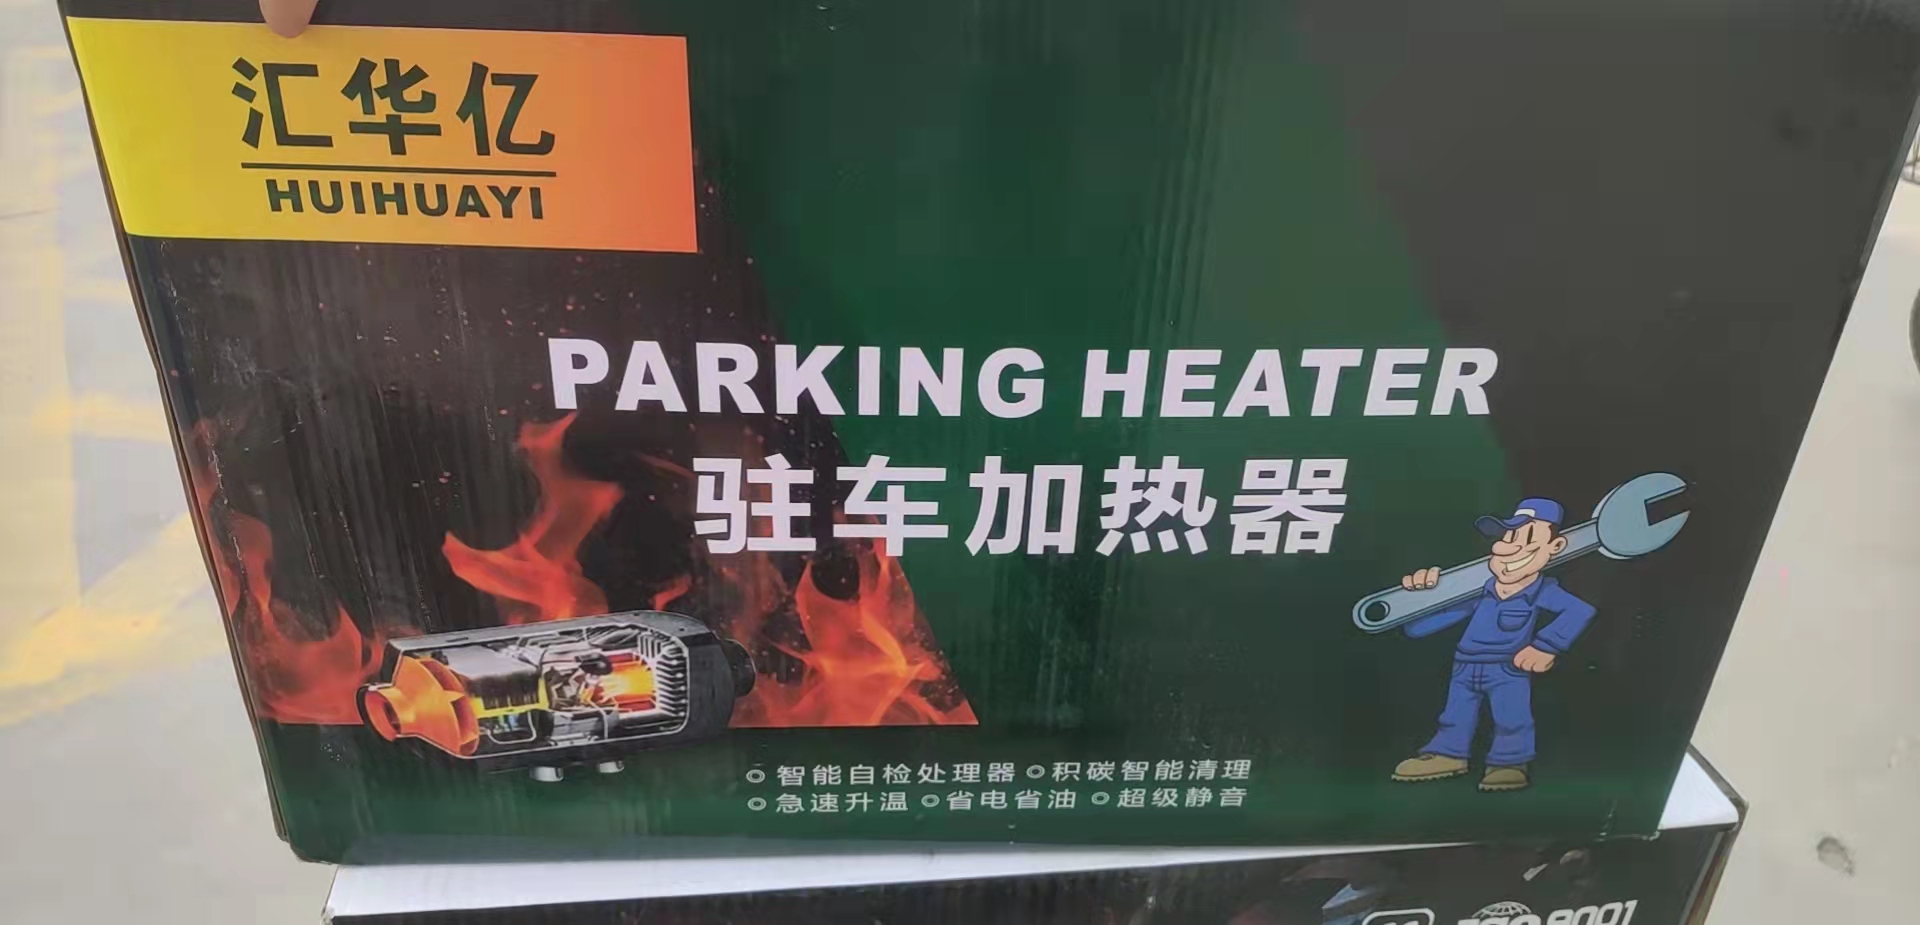 汇华亿
HUIHUAYI
PARKING HEATER
驻车加热器
智能自检处理器 积碳智能清理
急速升温 省电省油 超级静音
9001